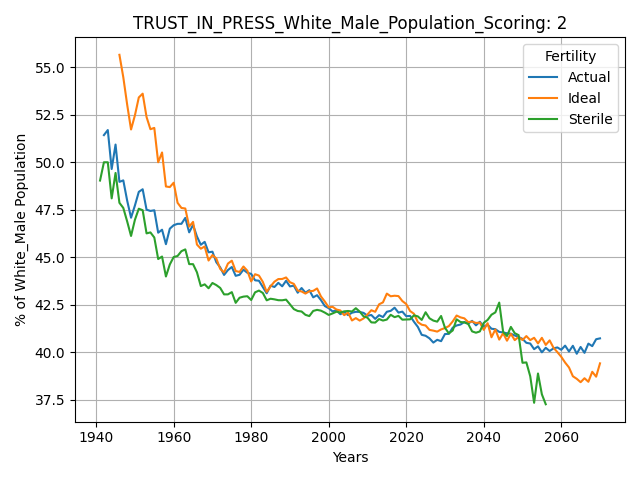 TRUST_IN_PRESS_White_Male_Population_Scoring: 2
Fertility
Actual
Ideal
Sterile
% of White_Male Population
55.0
52.5
50.0
47.5
45.0
42.5
40.0
37.5
1940 1960 1980 2000 2020 2040 2060
Years